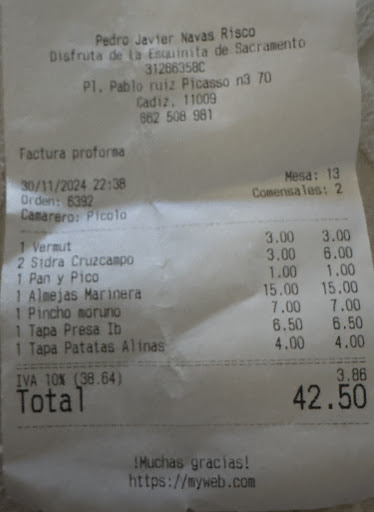 Pedro Javier Navas Risco
Disfruta de la Esquinita de Sacramento
31266358C
Pl. Pablo ruiz Picasso n3 70
Cadiz, 11009
862 508 981
Factura proforma
30/11/2024 22:38 Mesa: 13
Orden: 6392 Comensales: 2
Camarero: Picolo
1 Vermut 3.00 3.00
2 Sidra Cruzcampo 3.00 6.00
1 Pan y Pico 1.00 1.00
1 Almejas Marinera 15.00 15.00
1 Pincho moruno 7.00 7.00
1 Tapa Presa Ib 6.50 6.50
1 Tapa Patatas Alinas 4.00 4.00
IVA 10% (38.64) 3.86
Total 42.50
!Muchas gracias!
https://myweb.com